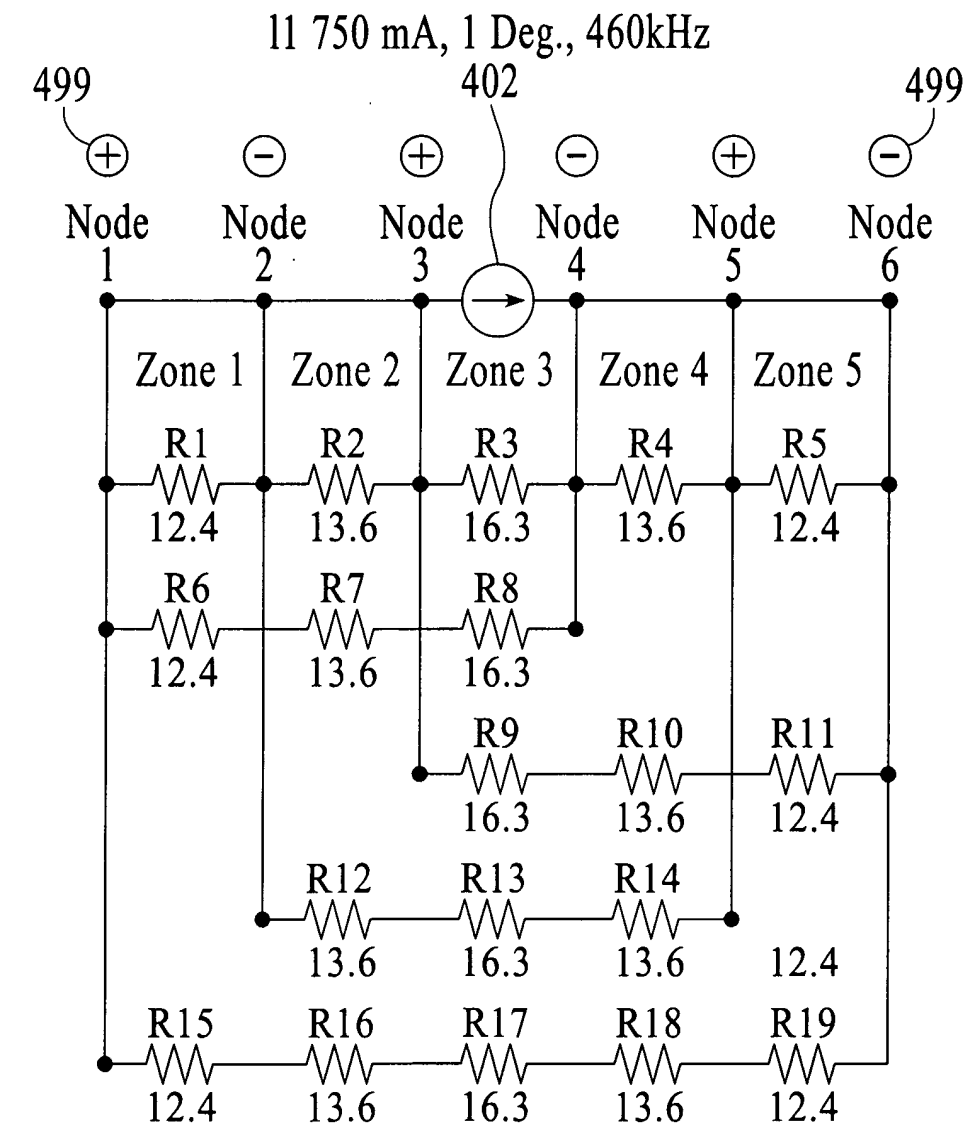 l1 750 mA, 1 Deg., 460kHz
499 402 499
+ − + − + −
Node Node Node Node Node Node
1 2 3 4 5 6
Zone 1 Zone 2 Zone 3 Zone 4 Zone 5
R1 R2 R3 R4 R5
12.4 13.6 16.3 13.6 12.4
R6 R7 R8
12.4 13.6 16.3
R9 R10 R11
16.3 13.6 12.4
R12 R13 R14
13.6 16.3 13.6 12.4
R15 R16 R17 R18 R19
12.4 13.6 16.3 13.6 12.4